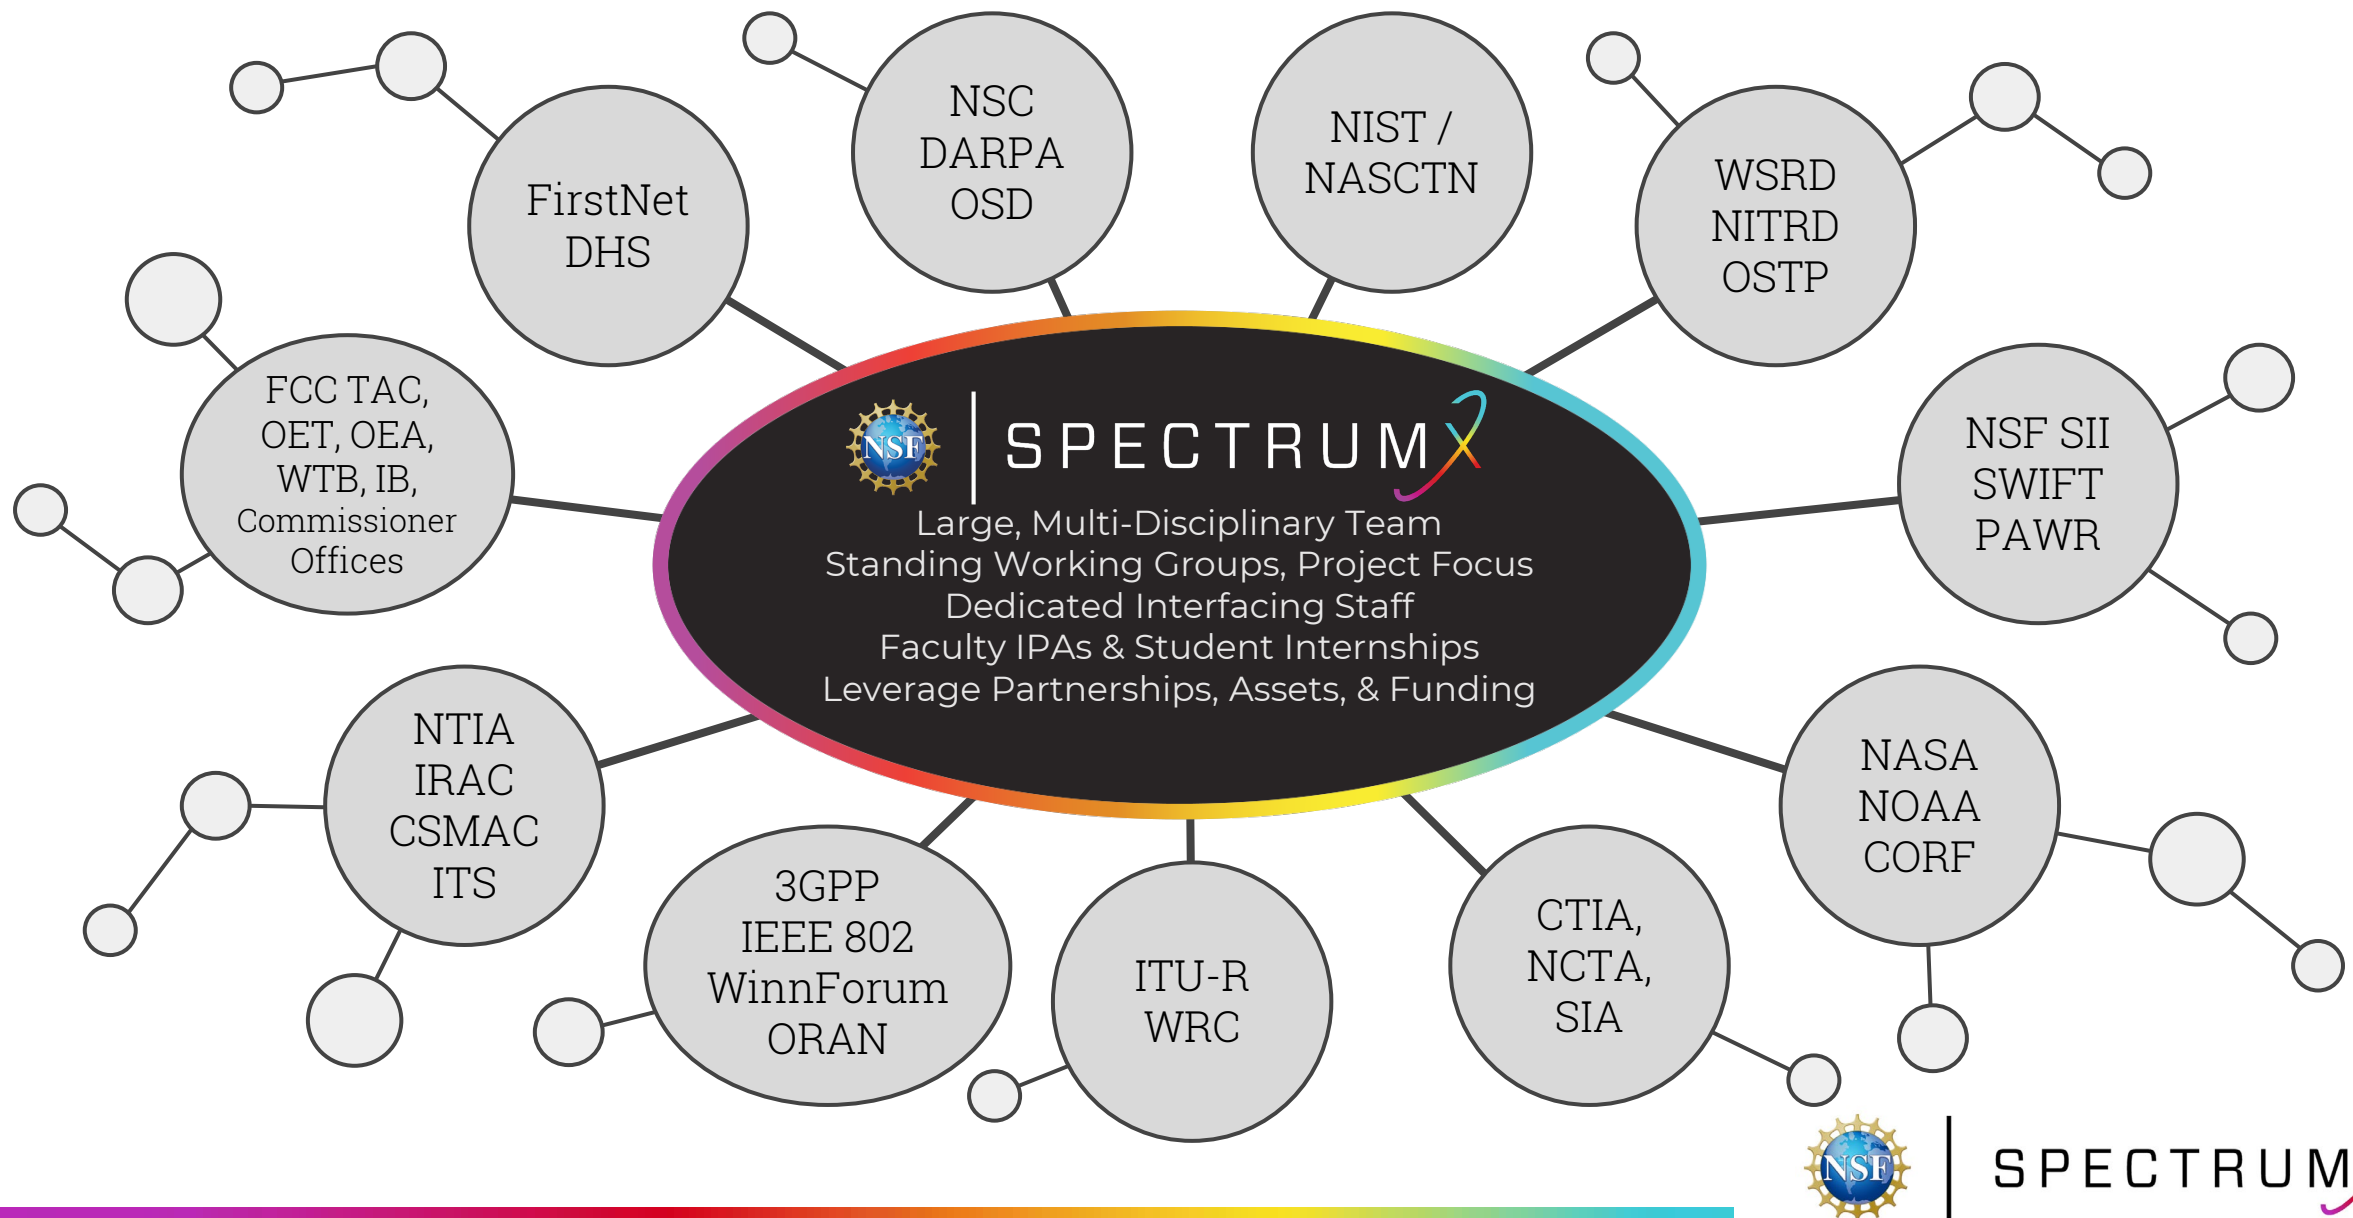 FirstNet
DHS
NSC
DARPA
OSD
NIST /
NASCTN
WSRD
NITRD
OSTP
FCC TAC,
OET, OEA,
WTB, IB,
Commissioner
Offices
NSF
SPECTRUMX
Large, Multi-Disciplinary Team
Standing Working Groups, Project Focus
Dedicated Interfacing Staff
Faculty IPAs & Student Internships
Leverage Partnerships, Assets, & Funding
NSF SII
SWIFT
PAWR
NTIA
IRAC
CSMAC
ITS
3GPP
IEEE 802
WinnForum
ORAN
ITU-R
WRC
CTIA,
NCTA,
SIA
NASA
NOAA
CORF
NSF
SPECTRUM